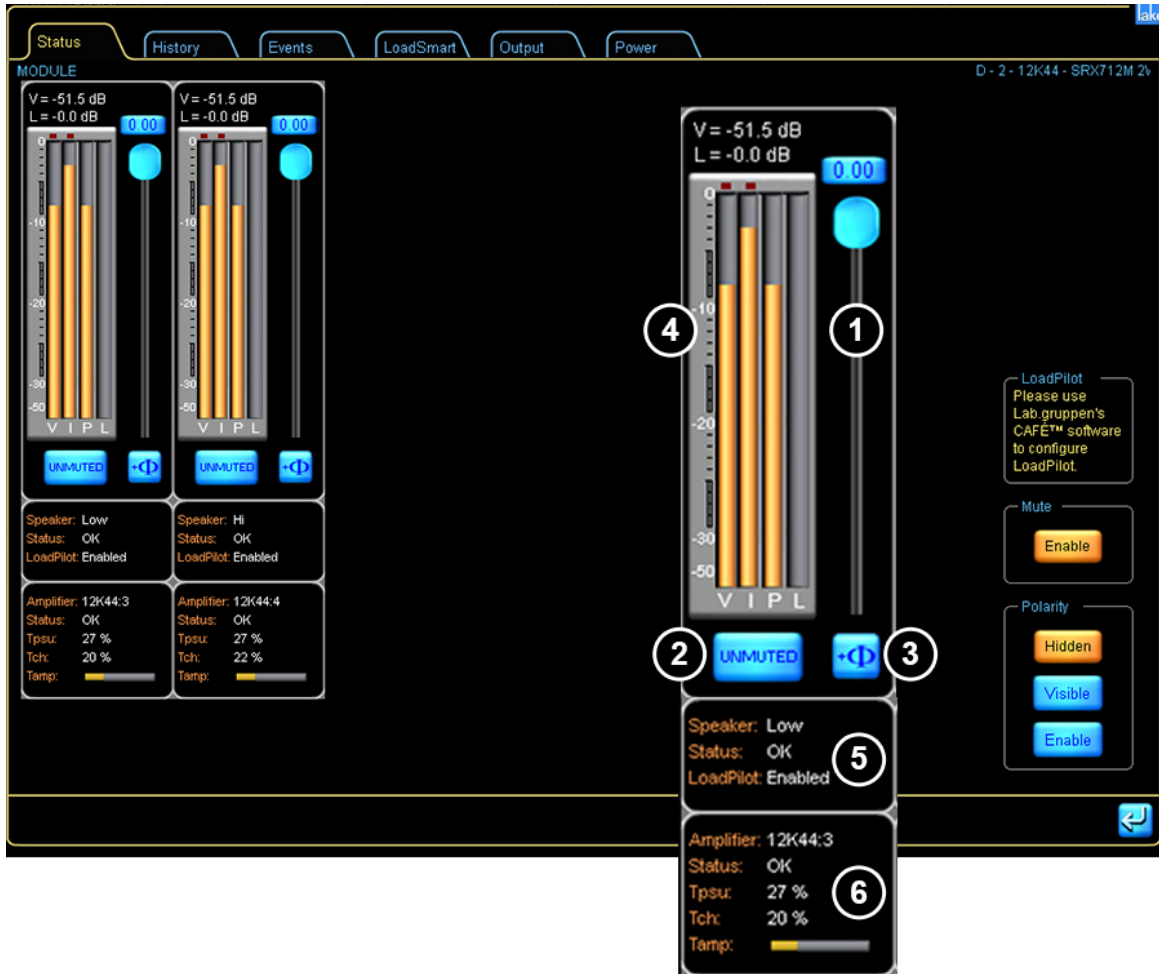 lake
Status
History
Events
LoadSmart
Output
Power
MODULE
D - 2 - 12K44 - SRX712M 2
V = -51.5 dB
L = -0.0 dB
0.00
0
-10
-20
-30
-50
V I P L
UNMUTED
+Φ
Speaker: Low
Status: OK
LoadPilot: Enabled
Amplifier: 12K44:3
Status: OK
Tpsu: 27 %
Tch: 20 %
Tamp:
V = -51.5 dB
L = -0.0 dB
0.00
0
-10
-20
-30
-50
V I P L
UNMUTED
+Φ
Speaker: Hi
Status: OK
LoadPilot: Enabled
Amplifier: 12K44:4
Status: OK
Tpsu: 27 %
Tch: 22 %
Tamp:
V = -51.5 dB
L = -0.0 dB
0.00
0
-10
-20
-30
-50
V I P L
4
1
2
UNMUTED
+Φ
3
Speaker: Low
Status: OK
LoadPilot: Enabled
5
Amplifier: 12K44:3
Status: OK
Tpsu: 27 %
Tch: 20 %
Tamp:
6
LoadPilot
Please use
Lab.gruppen's
CAFÉ™ software
to configure
LoadPilot.
Mute
Enable
Polarity
Hidden
Visible
Enable